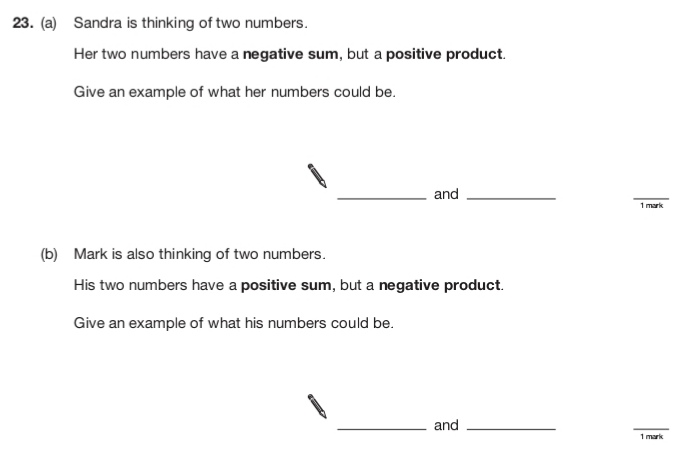 23. (a) Sandra is thinking of two numbers.
Her two numbers have a negative sum, but a positive product.
Give an example of what her numbers could be.
and
1 mark
(b) Mark is also thinking of two numbers.
His two numbers have a positive sum, but a negative product.
Give an example of what his numbers could be.
and
1 mark